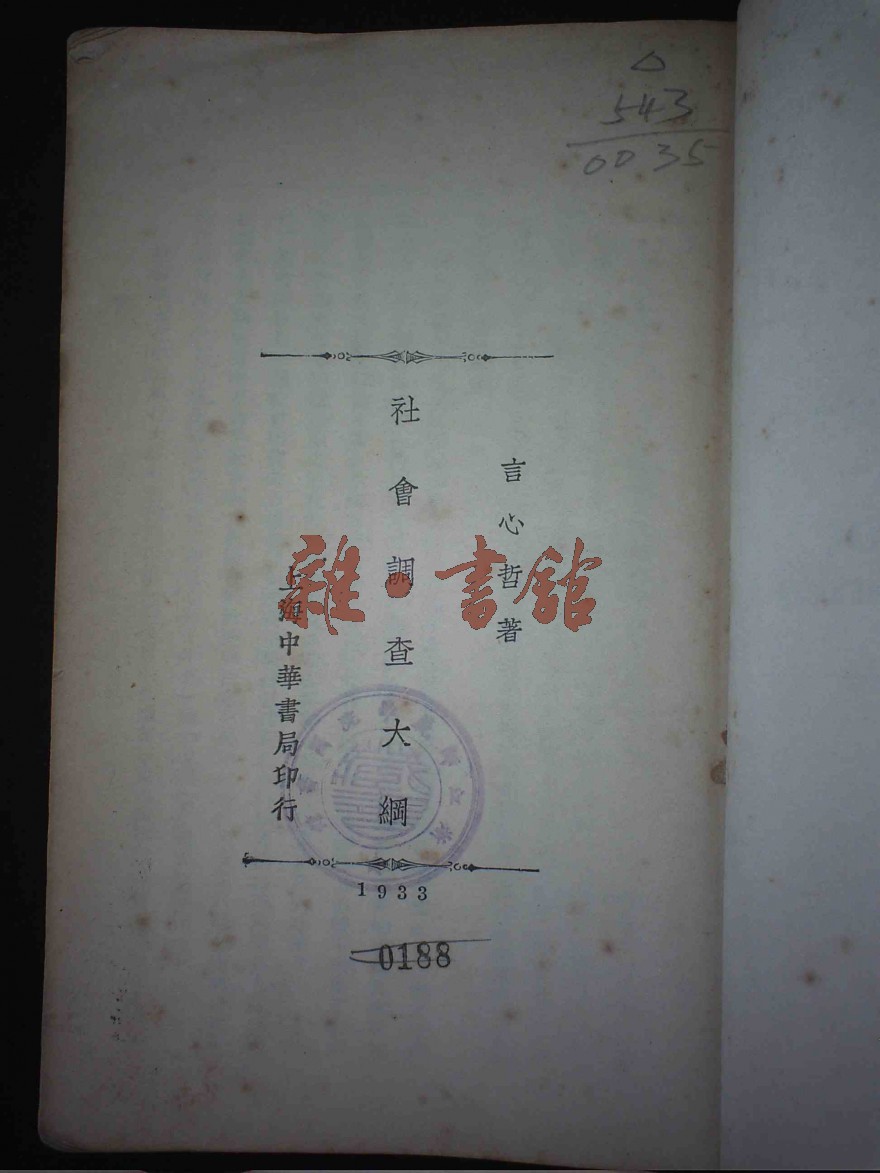 △
543
0035
言心哲著
社會調查大綱
上海中華書局印行
雜·書館
1933
0188